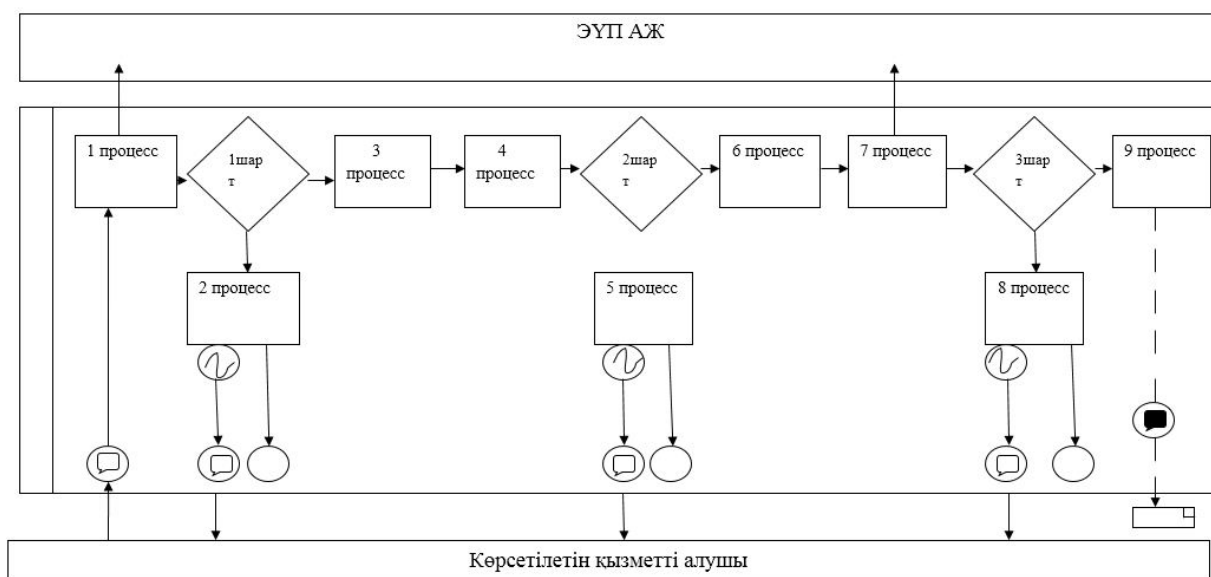 ЭҮП АЖ
1 процесс
1шар
т
3
процесс
4
процесс
2шар
т
6 процесс
7 процесс
3шар
т
9 процесс
2 процесс
5 процесс
8 процесс
Көрсетілетін қызметті алушы